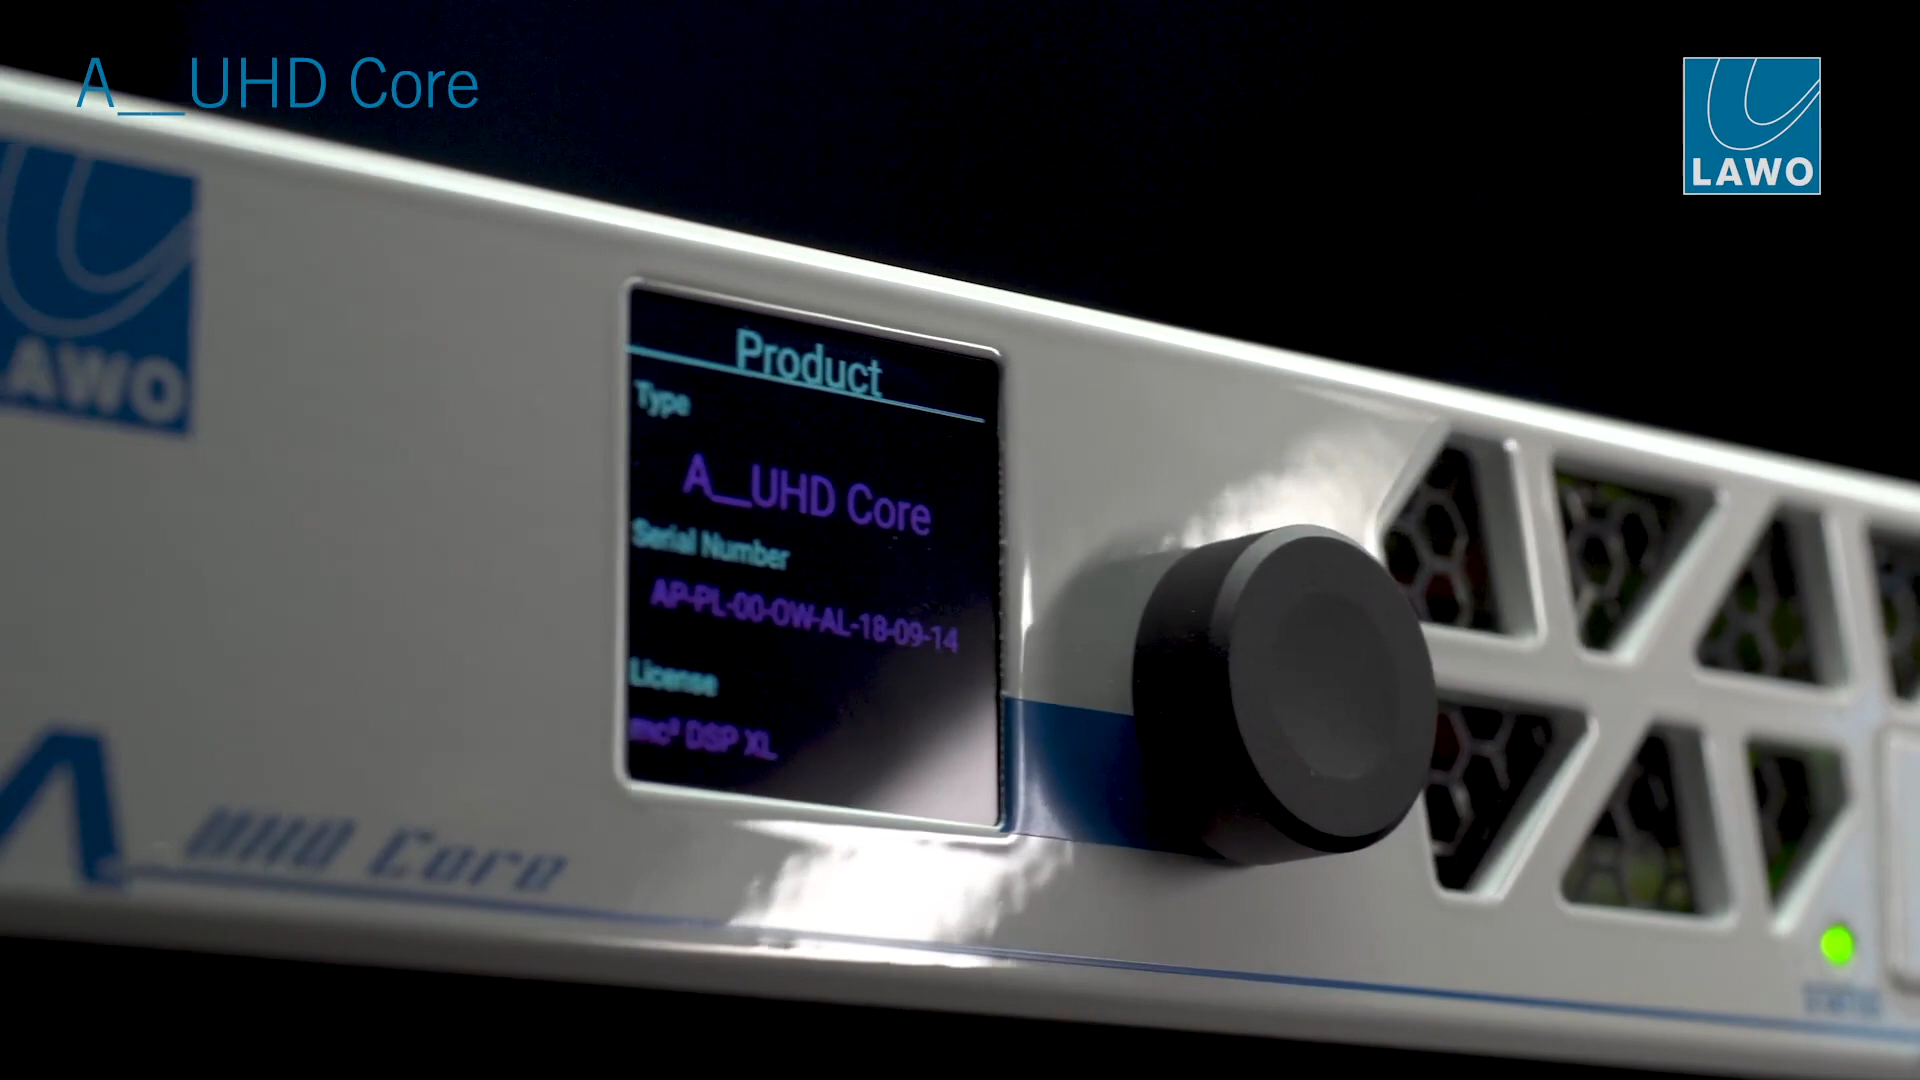 A__UHD Core
LAWO
LAWO
Product
Type
A__UHD Core
Serial Number
AP-PL-00-OW-AL-18-09-14
License
mc² DSP XL
A__UHD Core